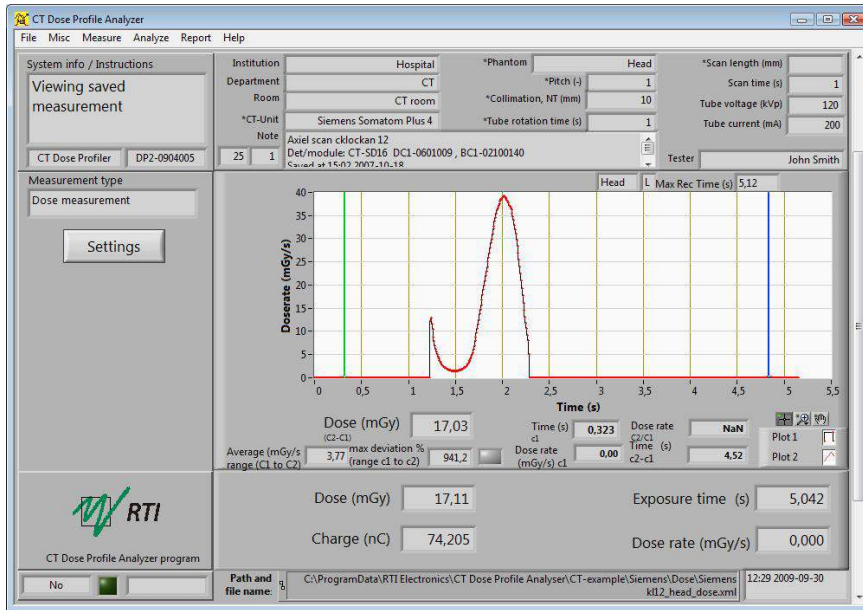 CT Dose Profile Analyzer
File Misc Measure Analyze Report Help
System info / Instructions
Viewing saved
measurement
CT Dose Profiler DP2-0904005
Institution Hospital
Department CT
Room CT room
*CT-Unit Siemens Somatom Plus 4
Note
25 1
Axiel scan cklockan 12
Det/module: CT-SD16 DC1-0601009 , BC1-02100140
Saved at 15:02 2007-10-18
*Phantom Head
*Pitch (-) 1
*Collimation, NT (mm) 10
*Tube rotation time (s) 1
*Scan length (mm)
Scan time (s) 1
Tube voltage (kVp) 120
Tube current (mA) 200
Tester John Smith
Measurement type
Dose measurement
Settings
Head L Max Rec Time (s) 5,12
Doserate (mGy/s)
40
35
30
25
20
15
10
5
0
0 0,5 1 1,5 2 2,5 3 3,5 4 4,5 5 5,5
Time (s)
Dose (mGy) 17,03
(C2-C1)
Average (mGy/s
range (C1 to C2) 3,77
max deviation %
(range c1 to c2) 941,2
Time (s)
c1 0,323
Dose rate
(mGy/s) c1 0,00
Dose rate
C2/C1 NaN
Time (s)
c2-c1 4,52
Plot 1
Plot 2
Dose (mGy) 17,11
Exposure time (s) 5,042
Charge (nC) 74,205
Dose rate (mGy/s) 0,000
RTI
CT Dose Profile Analyzer program
No
Path and
file name:
C:\ProgramData\RTI Electronics\CT Dose Profile Analyser\CT-example\Siemens\Dose\Siemens
kl12_head_dose.xml
12:29 2009-09-30